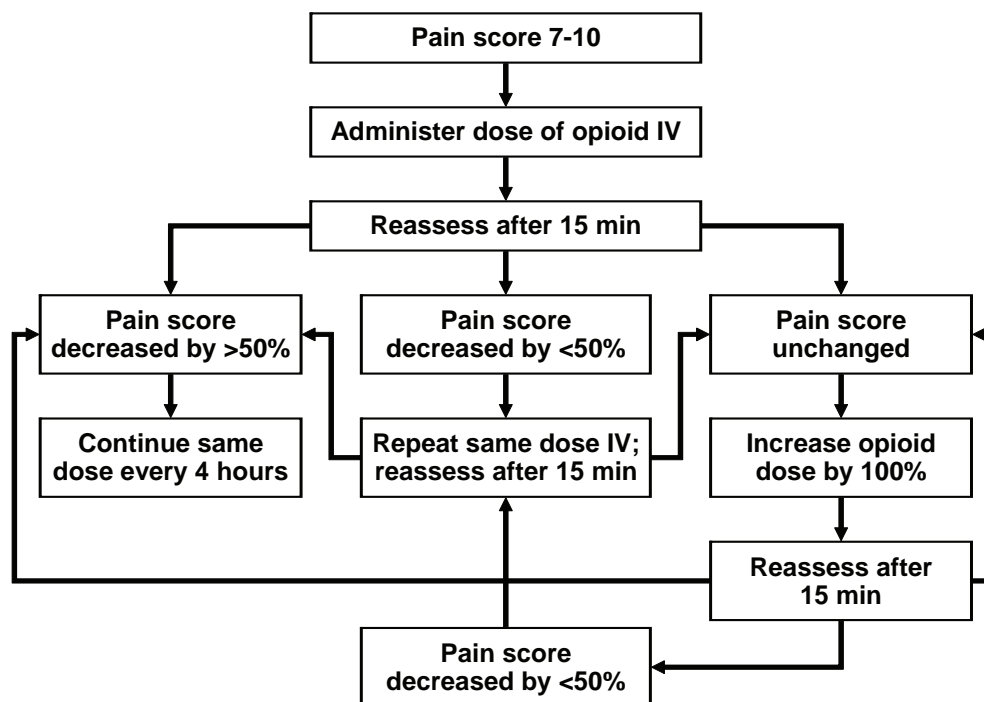 Pain score 7-10
Administer dose of opioid IV
Reassess after 15 min
Pain score
decreased by >50%
Pain score
decreased by <50%
Pain score
unchanged
Continue same
dose every 4 hours
Repeat same dose IV;
reassess after 15 min
Increase opioid
dose by 100%
Reassess after
15 min
Pain score
decreased by <50%